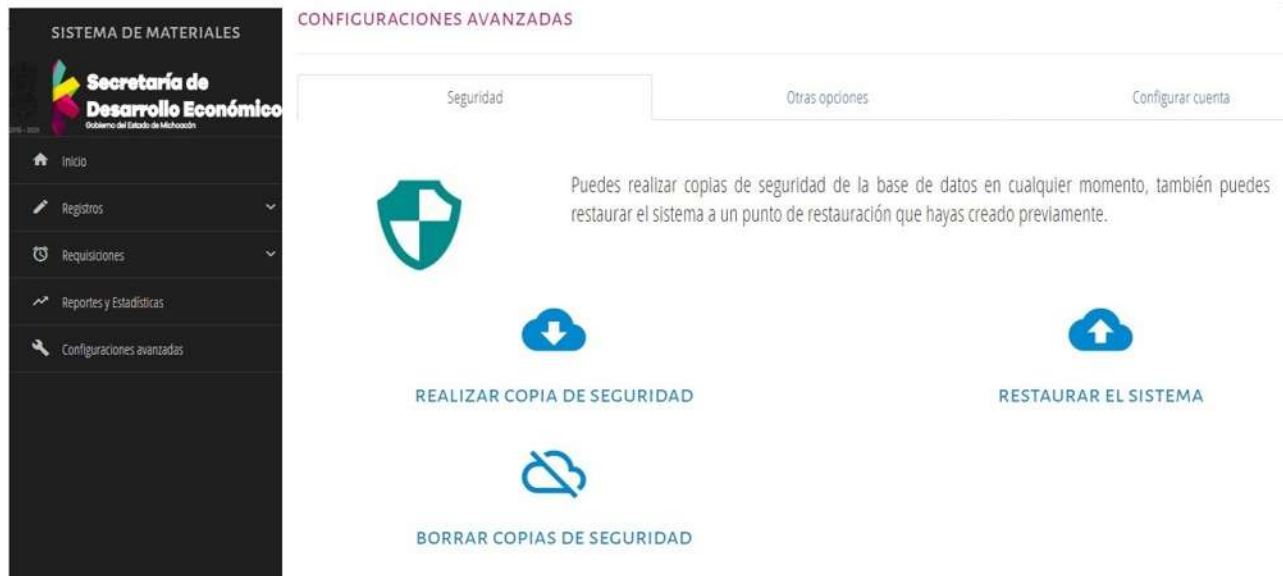 SISTEMA DE MATERIALES
Secretaría de
Desarrollo Económico
Gobierno del Estado de Michoacán
Inicio
Registros
Requisiciones
Reportes y Estadísticas
Configuraciones avanzadas
CONFIGURACIONES AVANZADAS
Seguridad
Otras opciones
Configurar cuenta
Puedes realizar copias de seguridad de la base de datos en cualquier momento, también puedes
restaurar el sistema a un punto de restauración que hayas creado previamente.
REALIZAR COPIA DE SEGURIDAD
RESTAURAR EL SISTEMA
BORRAR COPIAS DE SEGURIDAD